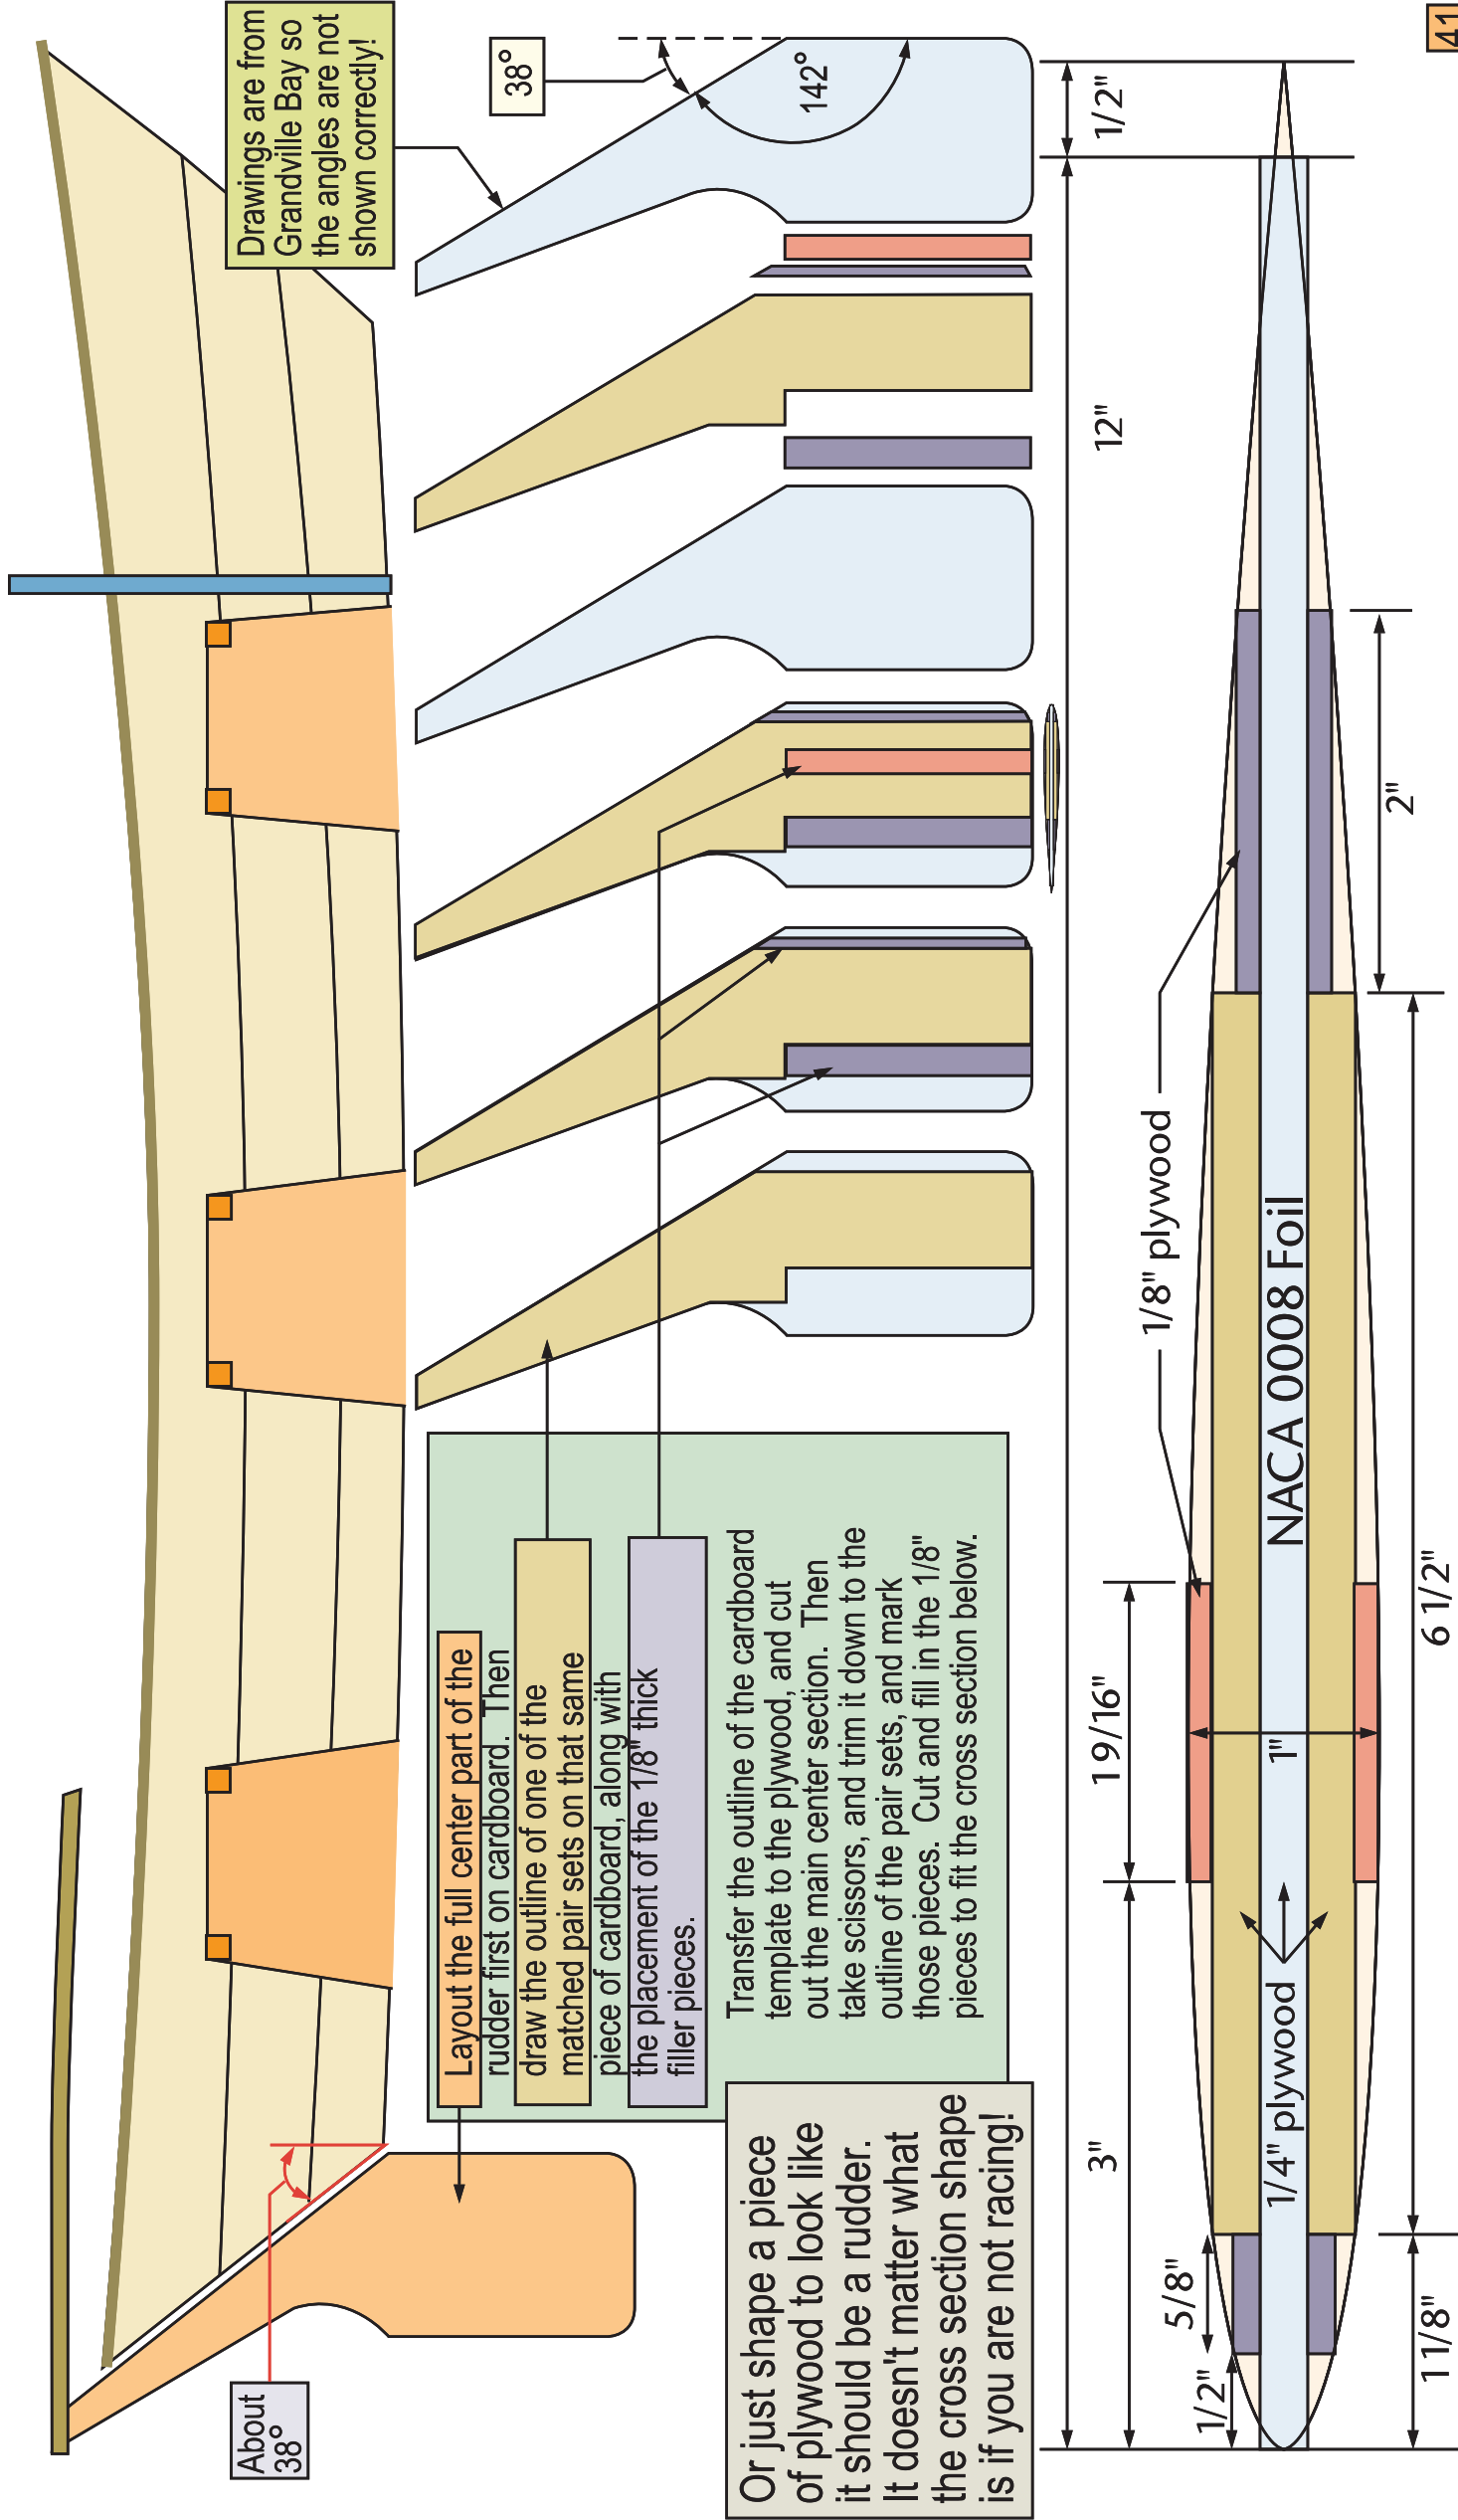 Drawings are from
Grandville Bay so
the angles are not
shown correctly!
About
38°
38°
142°
Layout the full center part of the
rudder first on cardboard.  Then
draw the outline of one of the
matched pair sets on that same
piece of cardboard, along with
the placement of the 1/8" thick
filler pieces.
Transfer the outline of the cardboard
template to the plywood, and cut
out the main center section.  Then
take scissors, and trim it down to the
outline of the pair sets, and mark
those pieces.  Cut and fill in the 1/8"
pieces to fit the cross section below.
Or just shape a piece
of plywood to look like
it should be a rudder.
It doesn't matter what
the cross section shape
is if you are not racing!
12"
1/2"
3"
1 9/16"
1/8" plywood
1/2"
5/8"
1/4" plywood
1"
NACA 0008 Foil
2"
1 1/8"
6 1/2"
41